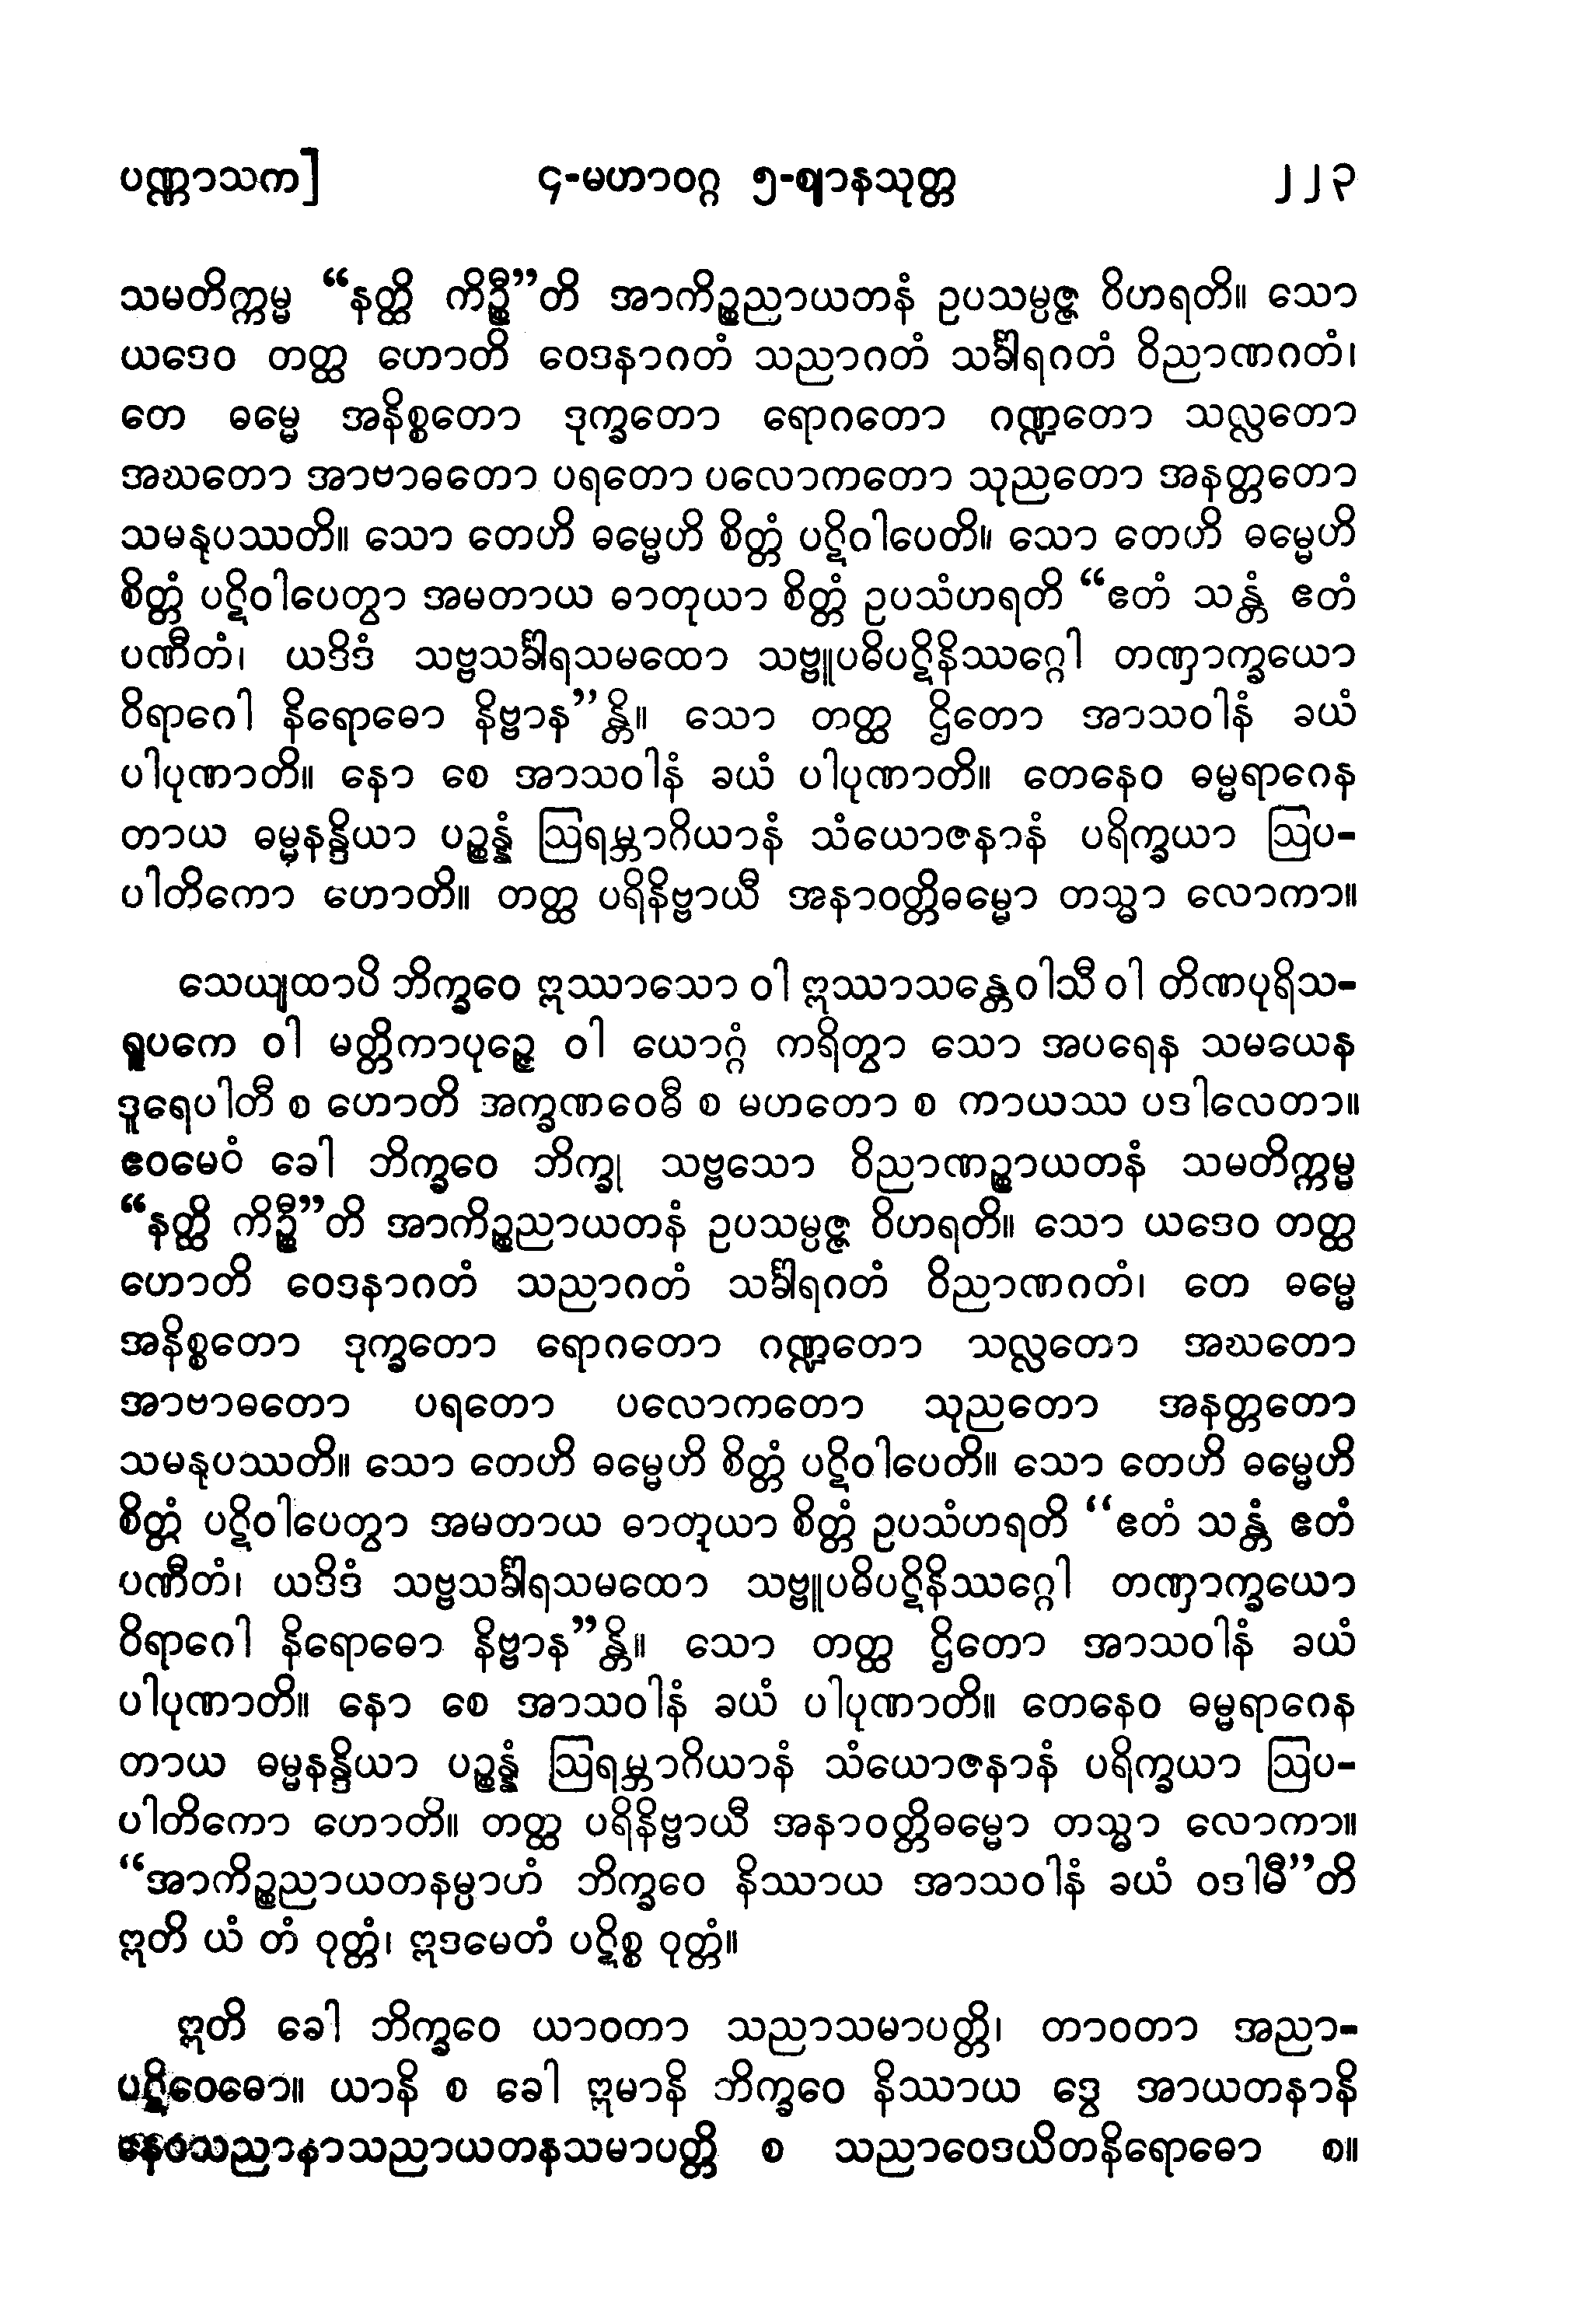 ပဏ္ဏာသက] ၄-မဟာဝဂ္ဂ ၅-ဈာနသုတ္တ ၂၂၃
သမတိက္ကမ္မ “နတ္ထိ ကိဉ္စီ”တိ အာကိဉ္စညာယတနံ ဥပသမ္ပဇ္ဇ ဝိဟရတိ။ သော
ယဒေဝ တတ္ထ ဟောတိ ဝေဒနာဂတံ သညာဂတံ သင်္ခါရဂတံ ဝိညာဏဂတံ၊
တေ ဓမ္မေ အနိစ္စတော ဒုက္ခတော ရောဂတော ဂဏ္ဍတော သလ္လတော
အဃတော အာဗာဓတော ပရတော ပလောကတော သုညတော အနတ္တတော
သမနုပဿတိ။ သော တေဟိ ဓမ္မေဟိ စိတ္တံ ပဋိဝါပေတိ။ သော တေဟိ ဓမ္မေဟိ
စိတ္တံ ပဋိဝါပေတွာ အမတာယ ဓာတုယာ စိတ္တံ ဥပသံဟရတိ “ဧတံ သန္တံ ဧတံ
ပဏီတံ၊ ယဒိဒံ သဗ္ဗသင်္ခါရသမထော သဗ္ဗူပဓိပဋိနိဿဂ္ဂေါ တဏှာက္ခယော
ဝိရာဂေါ နိရောဓော နိဗ္ဗာန”န္တိ။ သော တတ္ထ ဌိတော အာသဝါနံ ခယံ
ပါပုဏာတိ။ နော စေ အာသဝါနံ ခယံ ပါပုဏာတိ။ တေနေဝ ဓမ္မရာဂေန
တာယ ဓမ္မနန္ဒိယာ ပဉ္စန္နံ ဩရမ္ဘာဂိယာနံ သံယောဇနာနံ ပရိက္ခယာ ဩပ-
ပါတိကော ဟောတိ။ တတ္ထ ပရိနိဗ္ဗာယီ အနာဝတ္တိဓမ္မော တသ္မာ လောကာ။
သေယျထာပိ ဘိက္ခဝေ ဣဿာသော ဝါ ဣဿာသန္တေဝါသီ ဝါ တိဏပုရိသ-
ရူပကေ ဝါ မတ္တိကာပုဉ္ဇေ ဝါ ယောဂ္ဂံ ကရိတွာ သော အပရေန သမယေန
ဒူရေပါတီ စ ဟောတိ အက္ခဏဝေဓီ စ မဟတော စ ကာယဿ ပဒါလေတာ။
ဧဝမေဝံ ခေါ ဘိက္ခဝေ ဘိက္ခု သဗ္ဗသော ဝိညာဏဉ္စာယတနံ သမတိက္ကမ္မ
“နတ္ထိ ကိဉ္စီ”တိ အာကိဉ္စညာယတနံ ဥပသမ္ပဇ္ဇ ဝိဟရတိ။ သော ယဒေဝ တတ္ထ
ဟောတိ ဝေဒနာဂတံ သညာဂတံ သင်္ခါရဂတံ ဝိညာဏဂတံ၊ တေ ဓမ္မေ
အနိစ္စတော ဒုက္ခတော ရောဂတော ဂဏ္ဍတော သလ္လတော အဃတော
အာဗာဓတော ပရတော ပလောကတော သုညတော အနတ္တတော
သမနုပဿတိ။ သော တေဟိ ဓမ္မေဟိ စိတ္တံ ပဋိဝါပေတိ။ သော တေဟိ ဓမ္မေဟိ
စိတ္တံ ပဋိဝါပေတွာ အမတာယ ဓာတုယာ စိတ္တံ ဥပသံဟရတိ “ဧတံ သန္တံ ဧတံ
ပဏီတံ၊ ယဒိဒံ သဗ္ဗသင်္ခါရသမထော သဗ္ဗူပဓိပဋိနိဿဂ္ဂေါ တဏှာက္ခယော
ဝိရာဂေါ နိရောဓော နိဗ္ဗာန”န္တိ။ သော တတ္ထ ဌိတော အာသဝါနံ ခယံ
ပါပုဏာတိ။ နော စေ အာသဝါနံ ခယံ ပါပုဏာတိ။ တေနေဝ ဓမ္မရာဂေန
တာယ ဓမ္မနန္ဒိယာ ပဉ္စန္နံ ဩရမ္ဘာဂိယာနံ သံယောဇနာနံ ပရိက္ခယာ ဩပ-
ပါတိကော ဟောတိ။ တတ္ထ ပရိနိဗ္ဗာယီ အနာဝတ္တိဓမ္မော တသ္မာ လောကာ။
“အာကိဉ္စညာယတနမ္ပာဟံ ဘိက္ခဝေ နိဿာယ အာသဝါနံ ခယံ ဝဒါမီ”တိ
ဣတိ ယံ တံ ဝုတ္တံ၊ ဣဒမေတံ ပဋိစ္စ ဝုတ္တံ။
ဣတိ ခေါ ဘိက္ခဝေ ယာဝတာ သညာသမာပတ္တိ၊ တာဝတာ အညာ-
ပဋိဝေဓော။ ယာနိ စ ခေါ ဣမာနိ ဘိက္ခဝေ နိဿာယ ဒွေ အာယတနာနိ
နေဝသညာနာသညာယတနသမာပတ္တိ စ သညာဝေဒယိတနိရောဓော စ။